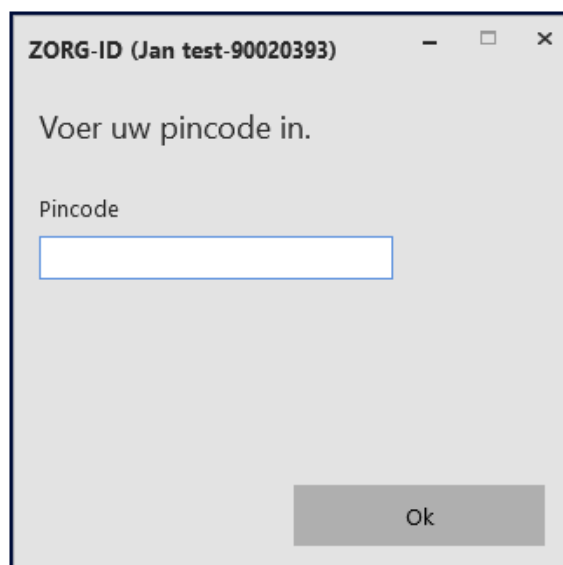 ZORG-ID (Jan test-90020393)
Voer uw pincode in.
Pincode
Ok